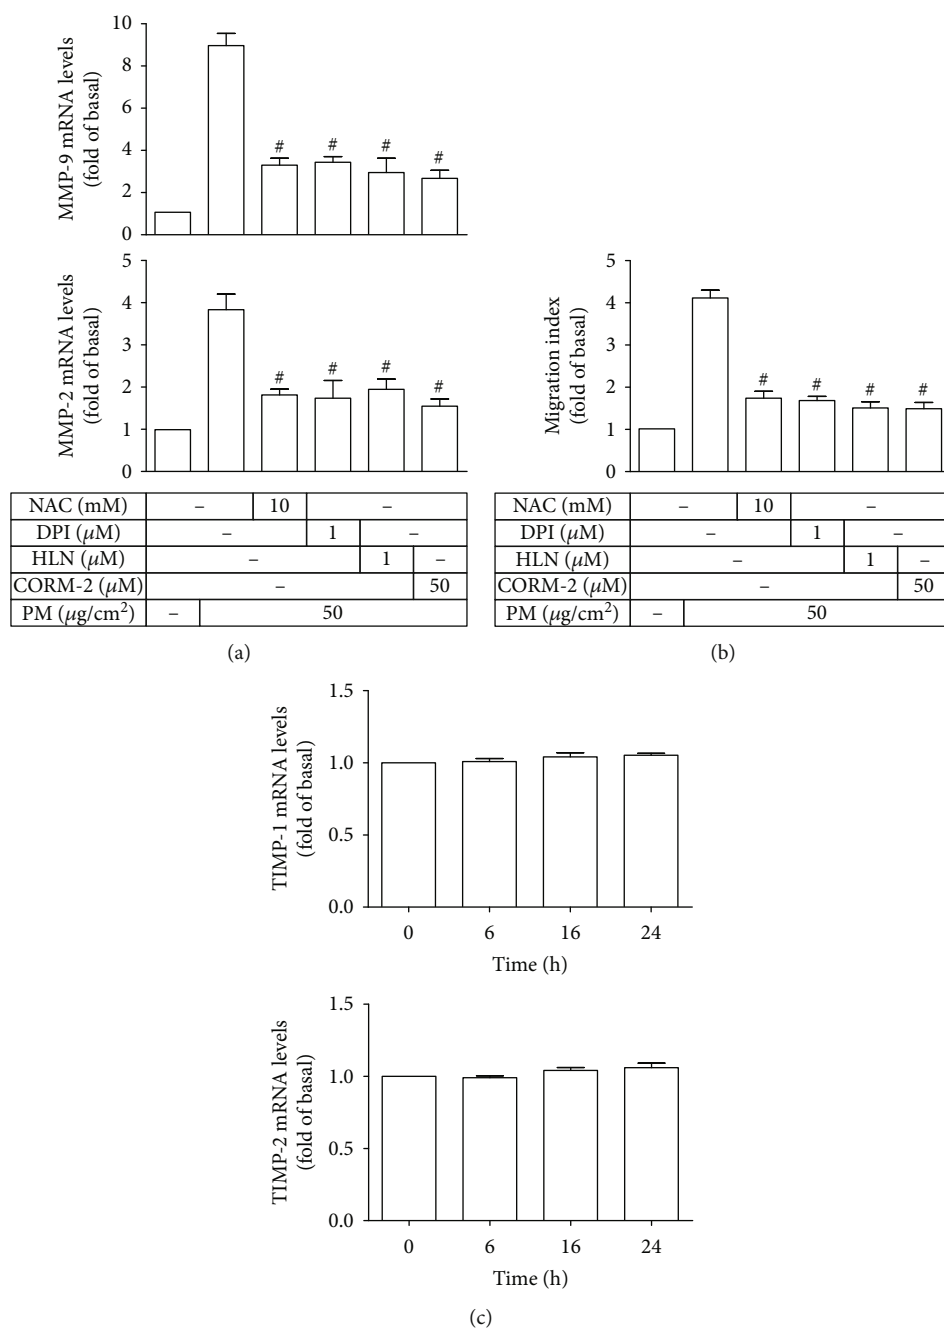 MMP-9 mRNA levels
(fold of basal)
10
8
6
4
2
0
# # # #
MMP-2 mRNA levels
(fold of basal)
5
4
3
2
1
0
# # # #
Migration index
(fold of basal)
5
4
3
2
1
0
# # # #
NAC (mM) – 10 –
DPI (μM) – 1 –
HLN (μM) – 1 –
CORM-2 (μM) – 50
PM (μg/cm²) – 50
(a)
NAC (mM) – 10 –
DPI (μM) – 1 –
HLN (μM) – 1 –
CORM-2 (μM) – 50
PM (μg/cm²) – 50
(b)
TIMP-1 mRNA levels
(fold of basal)
1.5
1.0
0.5
0.0
0 6 16 24
Time (h)
TIMP-2 mRNA levels
(fold of basal)
1.5
1.0
0.5
0.0
0 6 16 24
Time (h)
(c)